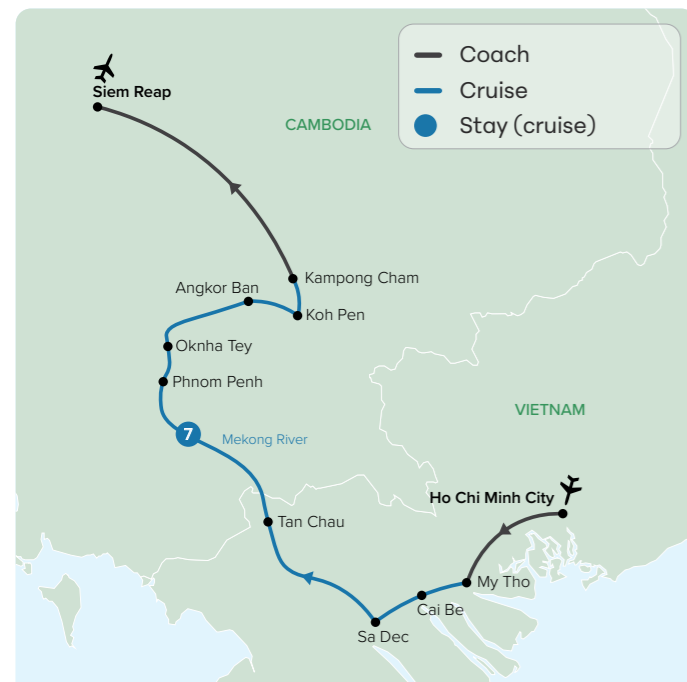 Coach
Cruise
Stay (cruise)
Siem Reap
CAMBODIA
Kampong Cham
Angkor Ban
Koh Pen
Oknha Tey
Phnom Penh
VIETNAM
7
Mekong River
Ho Chi Minh City
Tan Chau
My Tho
Cai Be
Sa Dec